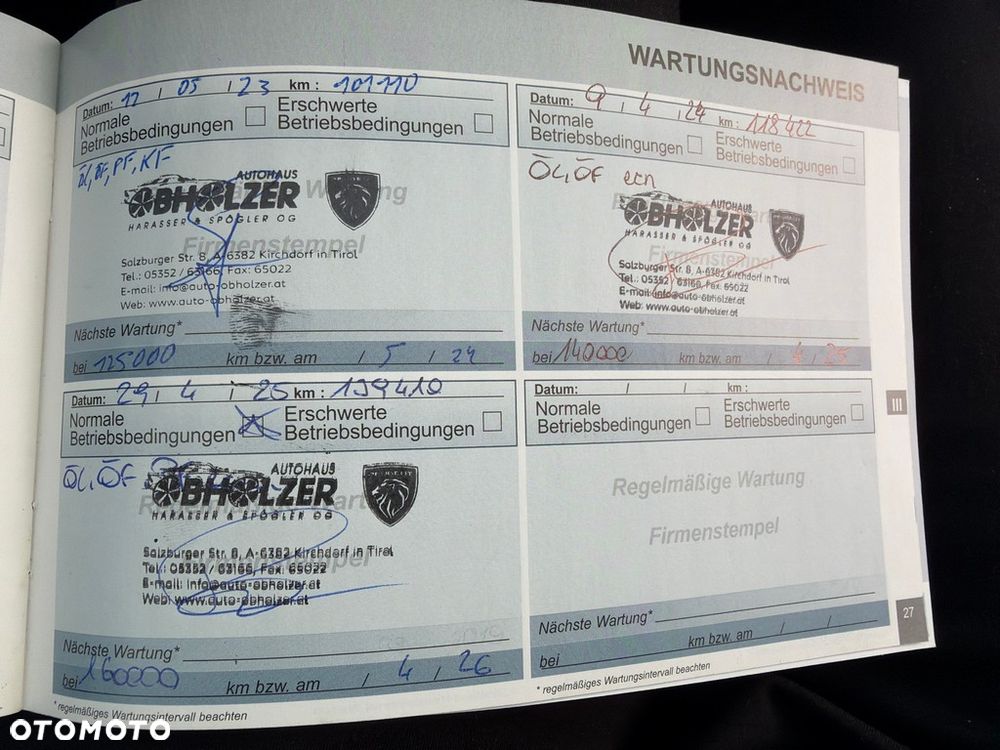 WARTUNGSNACHWEIS
Datum: 12 / 05 / 23 km: 101110
Normale Betriebsbedingungen
Erschwerte Betriebsbedingungen
ÖL, ÖF, PF, KF
AUTOHAUS
OBHOLZER
HARASSER & SPÖGLER OG
Firmenstempel
Salzburger Str. 8, A-6382 Kirchdorf in Tirol
Tel.: 05352 / 63166, Fax: 65022
E-mail: info@auto-obholzer.at
Web: www.auto-obholzer.at
Nächste Wartung*
bei 125000 km bzw. am / 5 / 24
Datum: 9 / 4 / 24 km: 118422
Normale Betriebsbedingungen
Erschwerte Betriebsbedingungen
ÖL, ÖF
AUTOHAUS
OBHOLZER
HARASSER & SPÖGLER OG
Firmenstempel
Salzburger Str. 8, A-6382 Kirchdorf in Tirol
Tel.: 05352 / 63166, Fax: 65022
E-mail: info@auto-obholzer.at
Web: www.auto-obholzer.at
Nächste Wartung*
bei 140000 km bzw. am / 4 / 25
Datum: 29 / 4 / 25 km: 139410
Normale Betriebsbedingungen
Erschwerte Betriebsbedingungen
ÖL, ÖF
AUTOHAUS
OBHOLZER
HARASSER & SPÖGLER OG
Salzburger Str. 8, A-6382 Kirchdorf in Tirol
Tel.: 05352 / 63166, Fax: 65022
E-mail: info@auto-obholzer.at
Web: www.auto-obholzer.at
Nächste Wartung*
bei 160000 km bzw. am / 4 / 26
* regelmäßiges Wartungsintervall beachten
Datum: / / km:
Normale Betriebsbedingungen
Erschwerte Betriebsbedingungen
Regelmäßige Wartung
Firmenstempel
Nächste Wartung*
bei km bzw. am / /
* regelmäßiges Wartungsintervall beachten
III
27
OTOMOTO